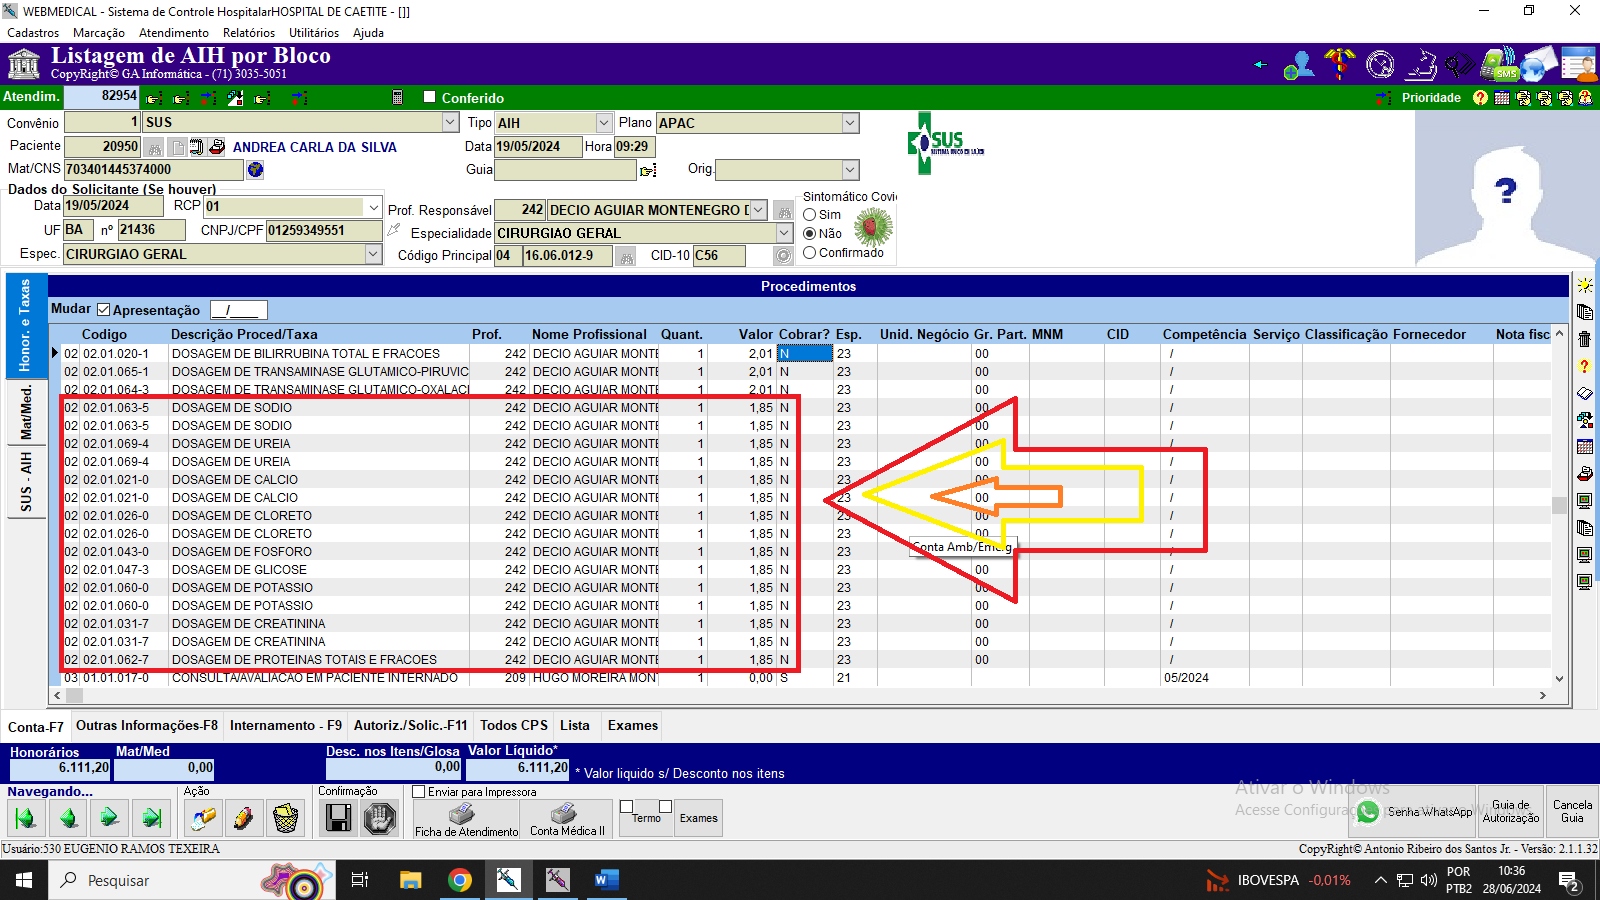 WEBMEDICAL - Sistema de Controle HospitalarHOSPITAL DE CAETITE - []]
Cadastros Marcação Atendimento Relatórios Utilitários Ajuda
Listagem de AIH por Bloco
CopyRight© GA Informática - (71) 3035-5051
SMS
Atendim. 82954 Conferido Prioridade
Convênio 1 SUS Tipo AIH Plano APAC
Paciente 20950 ANDREA CARLA DA SILVA Data 19/05/2024 Hora 09:29
Mat/CNS 703401445374000 Guia Orig.
SUS
Dados do Solicitante (Se houver)
Data 19/05/2024 RCP 01 Prof. Responsável 242 DECIO AGUIAR MONTENEGRO D
UF BA nº 21436 CNPJ/CPF 01259349551 Especialidade CIRURGIAO GERAL
Espec. CIRURGIAO GERAL Código Principal 04 16.06.012-9 CID-10 C56
Sintomático Covi
Sim
Não
Confirmado
?
Procedimentos
Honor. e Taxas
Mat/Med.
SUS - AIH
Mudar Apresentação _/____
Codigo Descrição Proced/Taxa Prof. Nome Profissional Quant. Valor Cobrar? Esp. Unid. Negócio Gr. Part. MNM CID Competência Serviço Classificação Fornecedor Nota fisc
02 02.01.020-1 DOSAGEM DE BILIRRUBINA TOTAL E FRACOES 242 DECIO AGUIAR MONTE 1 2,01 N 23 00 /
02 02.01.065-1 DOSAGEM DE TRANSAMINASE GLUTAMICO-PIRUVIC 242 DECIO AGUIAR MONTE 1 2,01 N 23 00 /
02 02.01.064-3 DOSAGEM DE TRANSAMINASE GLUTAMICO-OXALACI 242 DECIO AGUIAR MONTE 1 2,01 N 23 00 /
02 02.01.063-5 DOSAGEM DE SODIO 242 DECIO AGUIAR MONTE 1 1,85 N 23 00 /
02 02.01.063-5 DOSAGEM DE SODIO 242 DECIO AGUIAR MONTE 1 1,85 N 23 00 /
02 02.01.069-4 DOSAGEM DE UREIA 242 DECIO AGUIAR MONTE 1 1,85 N 23 00 /
02 02.01.069-4 DOSAGEM DE UREIA 242 DECIO AGUIAR MONTE 1 1,85 N 23 00 /
02 02.01.021-0 DOSAGEM DE CALCIO 242 DECIO AGUIAR MONTE 1 1,85 N 23 00 /
02 02.01.021-0 DOSAGEM DE CALCIO 242 DECIO AGUIAR MONTE 1 1,85 N 23 00 /
02 02.01.026-0 DOSAGEM DE CLORETO 242 DECIO AGUIAR MONTE 1 1,85 N 23 00 /
02 02.01.026-0 DOSAGEM DE CLORETO 242 DECIO AGUIAR MONTE 1 1,85 N 23 00 /
02 02.01.043-0 DOSAGEM DE FOSFORO 242 DECIO AGUIAR MONTE 1 1,85 N 23 /
Conta Amb/Emerg
02 02.01.047-3 DOSAGEM DE GLICOSE 242 DECIO AGUIAR MONTE 1 1,85 N 23 00 /
02 02.01.060-0 DOSAGEM DE POTASSIO 242 DECIO AGUIAR MONTE 1 1,85 N 23 00 /
02 02.01.060-0 DOSAGEM DE POTASSIO 242 DECIO AGUIAR MONTE 1 1,85 N 23 00 /
02 02.01.031-7 DOSAGEM DE CREATININA 242 DECIO AGUIAR MONTE 1 1,85 N 23 00 /
02 02.01.031-7 DOSAGEM DE CREATININA 242 DECIO AGUIAR MONTE 1 1,85 N 23 00 /
02 02.01.062-7 DOSAGEM DE PROTEINAS TOTAIS E FRACOES 242 DECIO AGUIAR MONTE 1 1,85 N 23 00 /
03 01.01.017-0 CONSULTA/AVALIACAO EM PACIENTE INTERNADO 209 HUGO MOREIRA MON 1 0,00 S 21 05/2024
Conta-F7 Outras Informações-F8 Internamento - F9 Autoriz./Solic.-F11 Todos CPS Lista Exames
Honorários Mat/Med Desc. nos Itens/Glosa Valor Líquido*
6.111,20 0,00 0,00 6.111,20 * Valor liquido s/ Desconto nos itens
Navegando... Ação Confirmação Enviar para Impressora
Ficha de Atendimento Conta Médica II Termo Exames
Ativar o Windows
Senha WhatsApp
Guia de Autorização
Cancela Guia
Usuário:530 EUGENIO RAMOS TEXEIRA CopyRight© Antonio Ribeiro dos Santos Jr. - Versão: 2.1.1.32
Pesquisar IBOVESPA -0,01% POR PTB2 10:36 28/06/2024 2